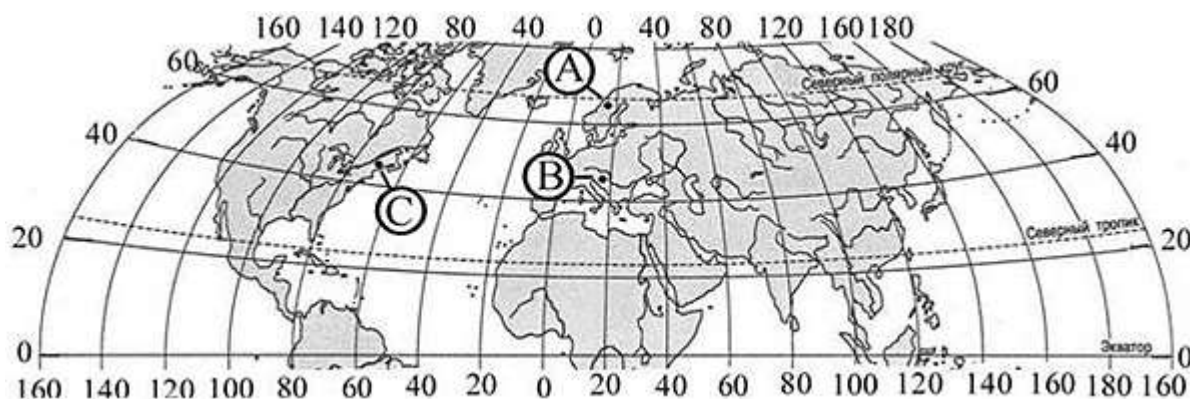 160 140 120 80 40 0 40 80 120 160 180
A
Северный полярный круг
60 60
40 40
B
C
Северный тропик
20 20
Экватор
0 0
160 140 120 100 80 60 40 20 0 20 40 60 80 100 120 140 160 180 160